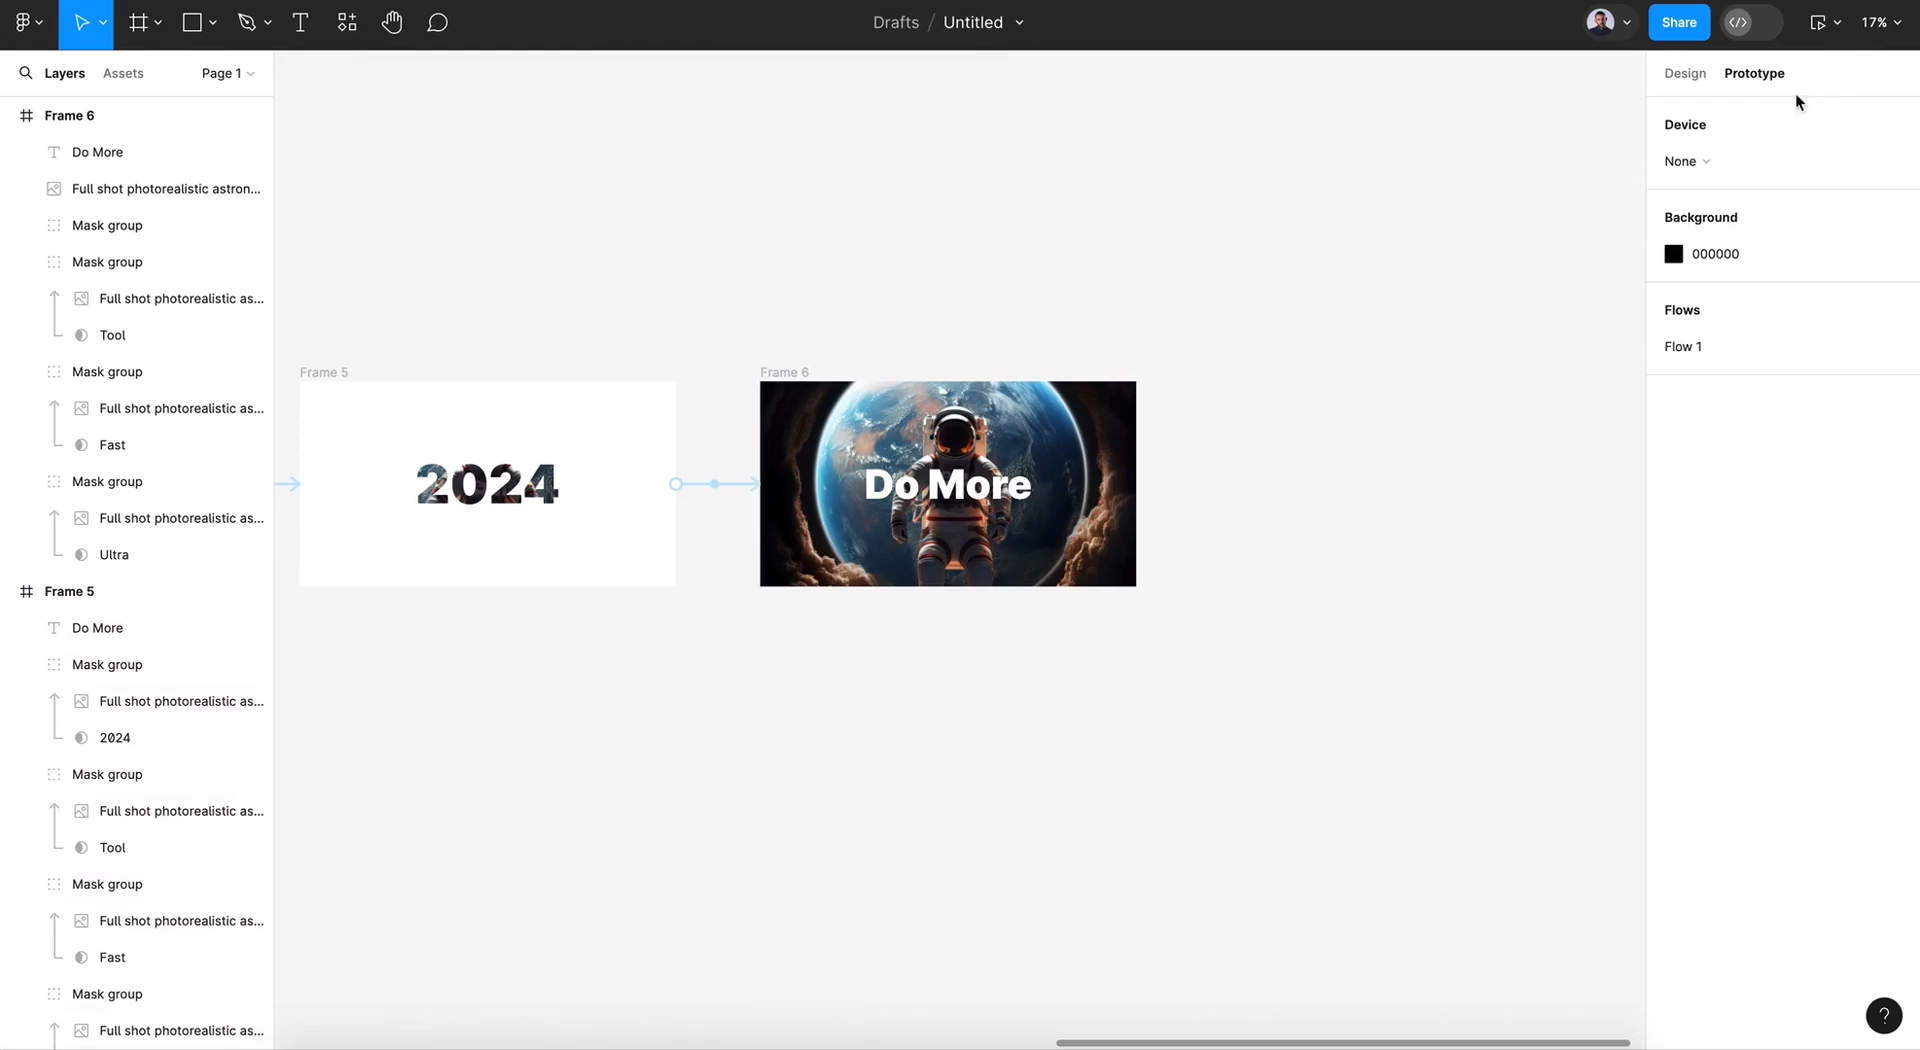 Drafts / Untitled
Share
17%
Layers Assets Page 1
Frame 6
Do More
Full shot photorealistic astron...
Mask group
Mask group
Full shot photorealistic as...
Tool
Mask group
Full shot photorealistic as...
Fast
Mask group
Full shot photorealistic as...
Ultra
Frame 5
Do More
Mask group
Full shot photorealistic as...
2024
Mask group
Full shot photorealistic as...
Tool
Mask group
Full shot photorealistic as...
Fast
Mask group
Full shot photorealistic as...
Frame 5
2024
Frame 6
Do More
Design Prototype
Device
None
Background
000000
Flows
Flow 1
?